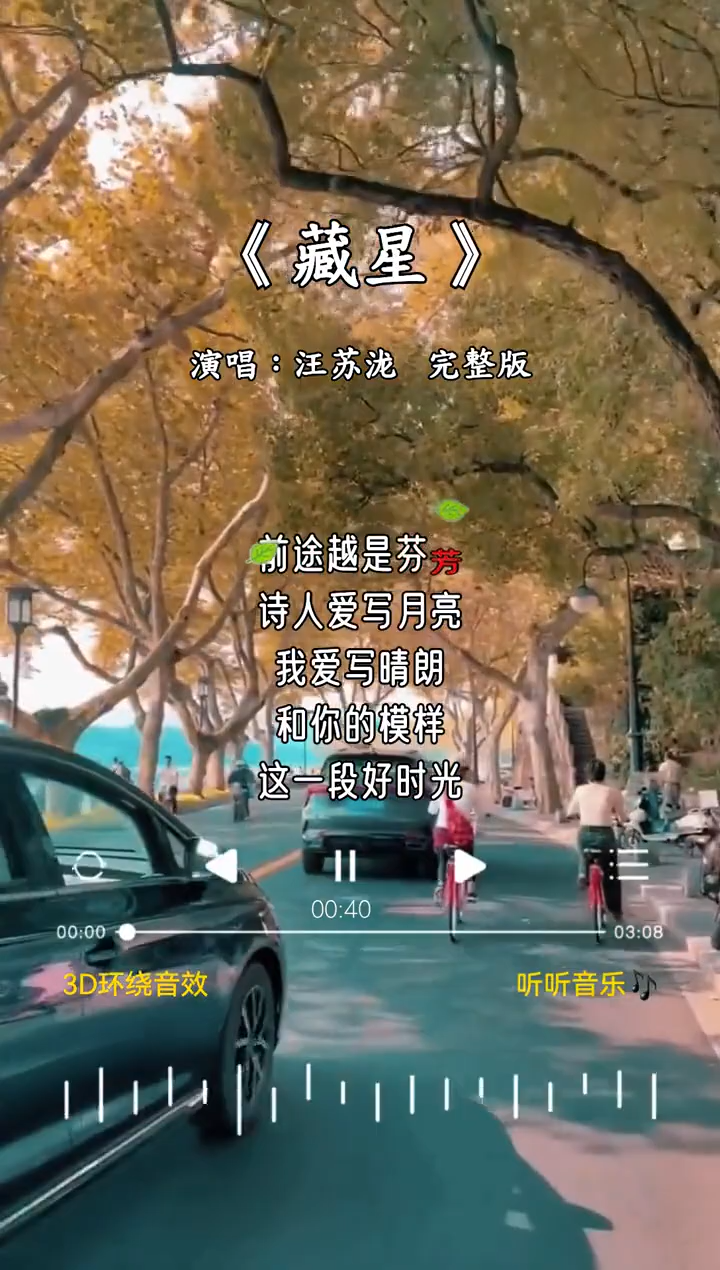 《藏星》
演唱：汪苏泷 完整版
前途越是芬芳
诗人爱写月亮
我爱写晴朗
和你的模样
这一段好时光
00:40
00:00 03:08
3D环绕音效 听听音乐